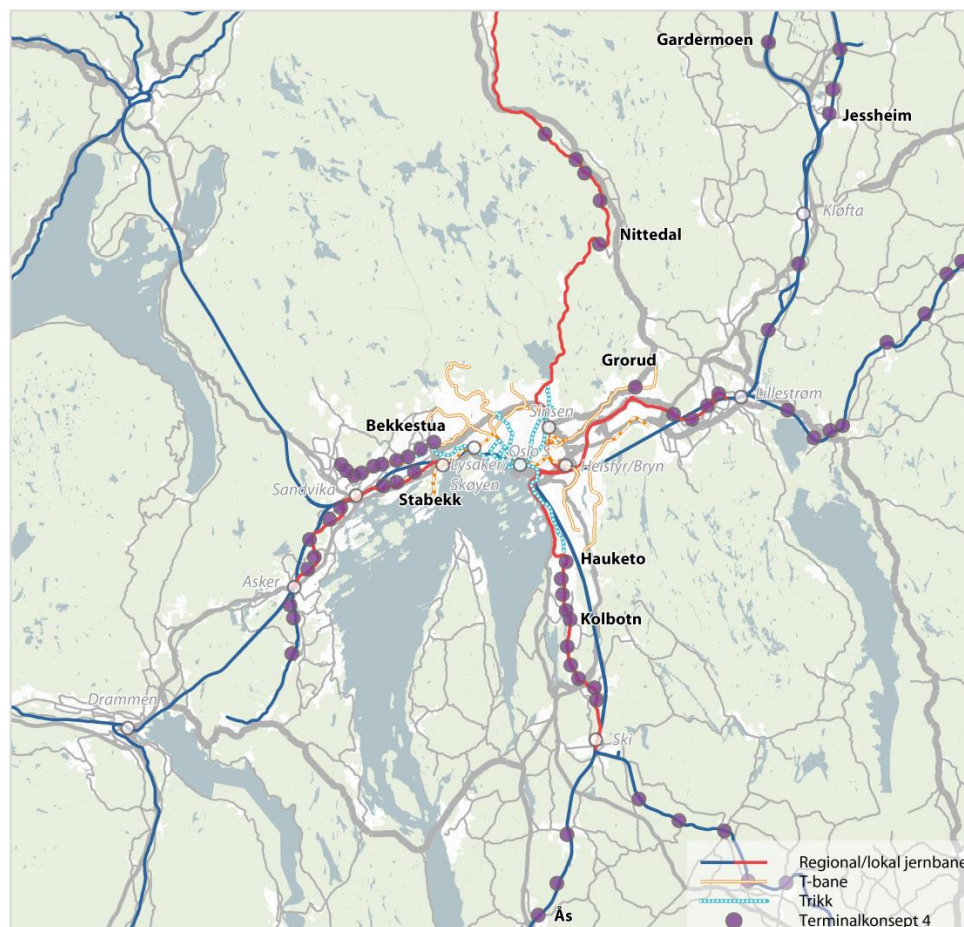 Gardermoen
Jessheim
Kløfta
Nittedal
Grorud
Lillestrøm
Sinsen
Bekkestua
Oslo S
Lysaker/
Skøyen
Helsfyr/Bryn
Sandvika
Stabekk
Hauketo
Asker
Kolbotn
Drammen
Ski
Ås
Regional/lokal jernbane
T-bane
Trikk
Terminalkonsept 4